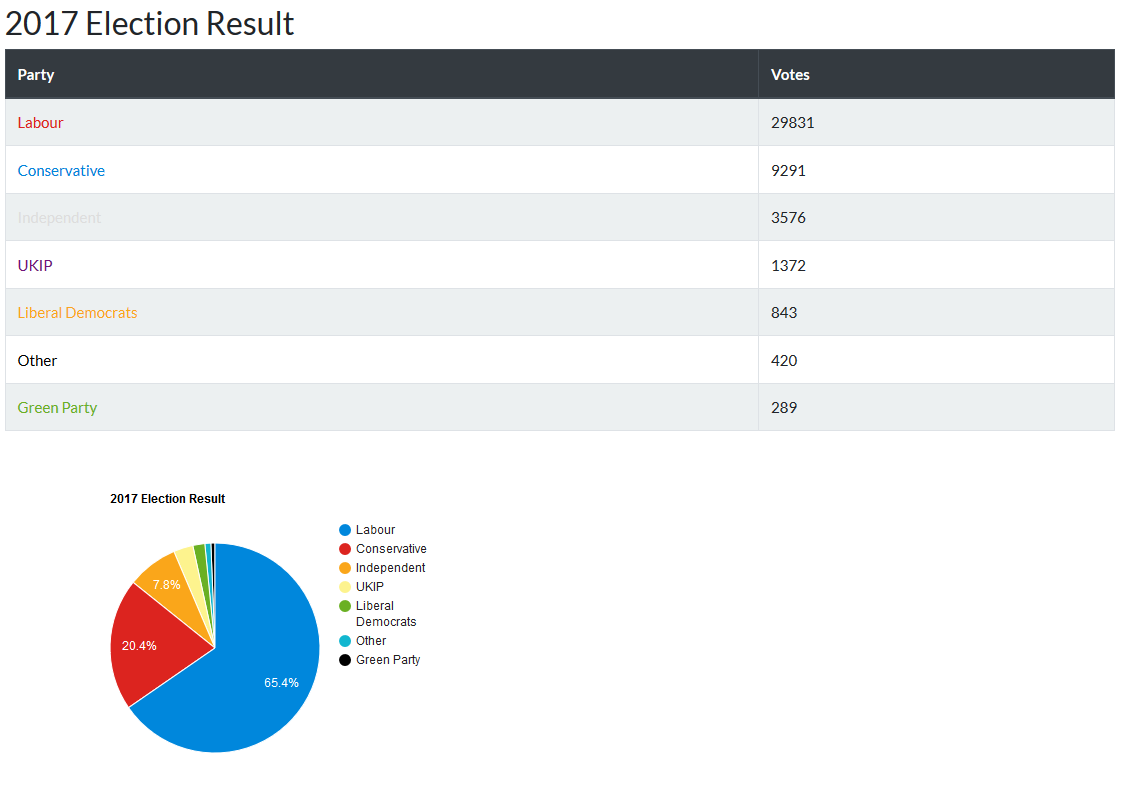 2017 Election Result
Party Votes
Labour 29831
Conservative 9291
Independent 3576
UKIP 1372
Liberal Democrats 843
Other 420
Green Party 289
2017 Election Result
Labour
Conservative
Independent
UKIP
Liberal
Democrats
Other
Green Party
7.8%
20.4%
65.4%